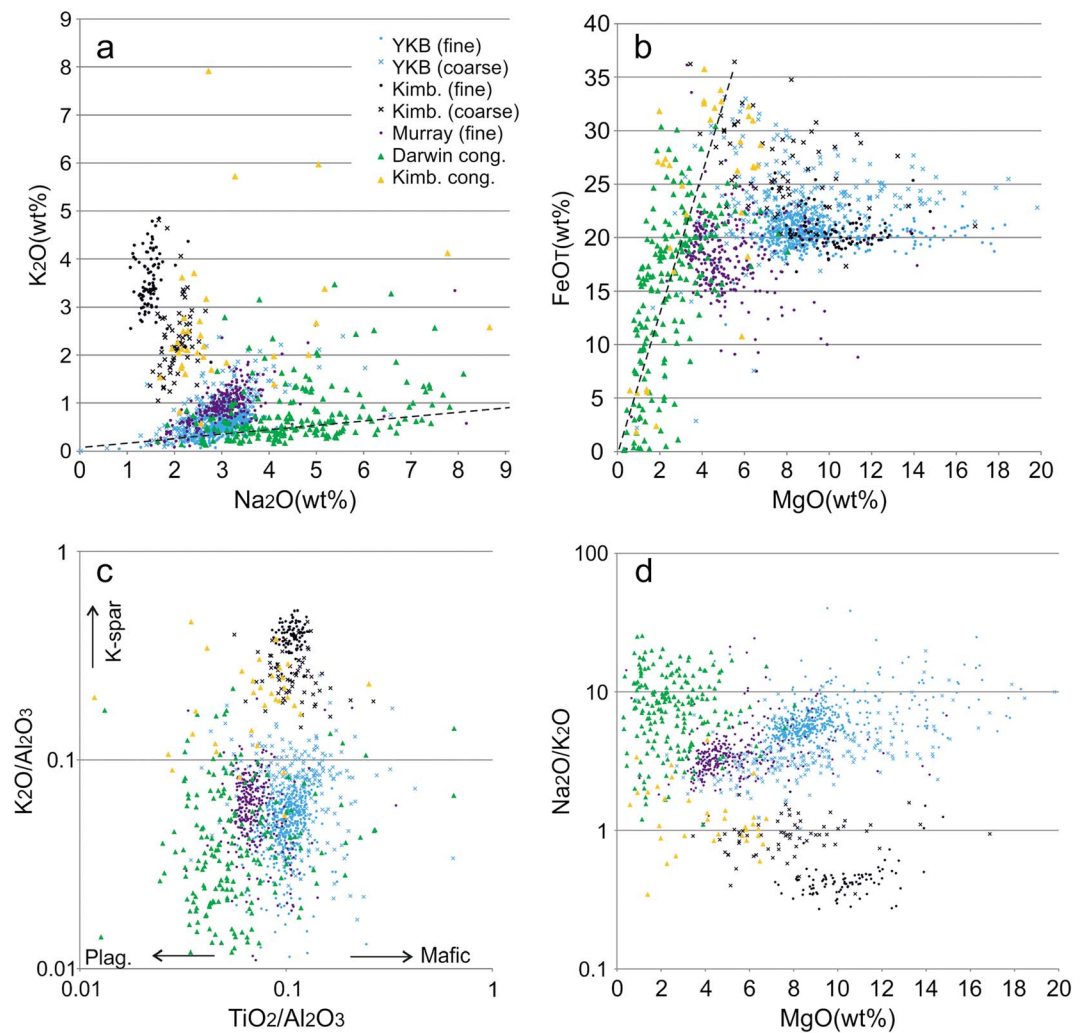 a
9
8
7
6
5
4
3
2
1
0
K2O(wt%)
0 1 2 3 4 5 6 7 8 9
Na2O(wt%)
YKB (fine)
YKB (coarse)
Kimb. (fine)
Kimb. (coarse)
Murray (fine)
Darwin cong.
Kimb. cong.
b
40
35
30
25
20
15
10
5
0
FeOT(wt%)
0 2 4 6 8 10 12 14 16 18 20
MgO(wt%)
c
1
0.1
0.01
K2O/Al2O3
K-spar
Plag.
Mafic
0.01 0.1 1
TiO2/Al2O3
d
100
10
1
0.1
Na2O/K2O
0 2 4 6 8 10 12 14 16 18 20
MgO(wt%)